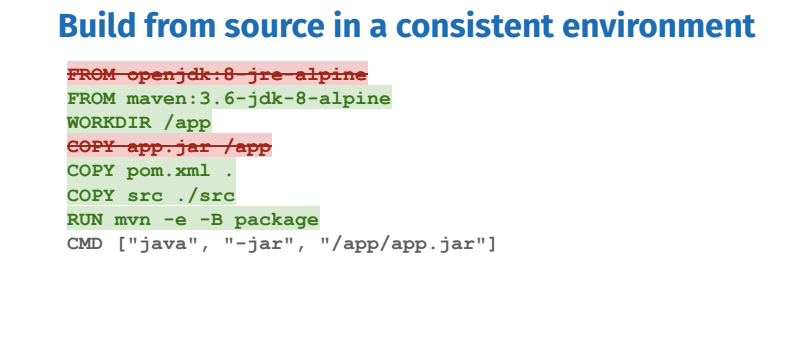 Build from source in a consistent environment
FROM openjdk:8-jre-alpine
FROM maven:3.6-jdk-8-alpine
WORKDIR /app
COPY app.jar /app
COPY pom.xml .
COPY src ./src
RUN mvn -e -B package
CMD ["java", "-jar", "/app/app.jar"]